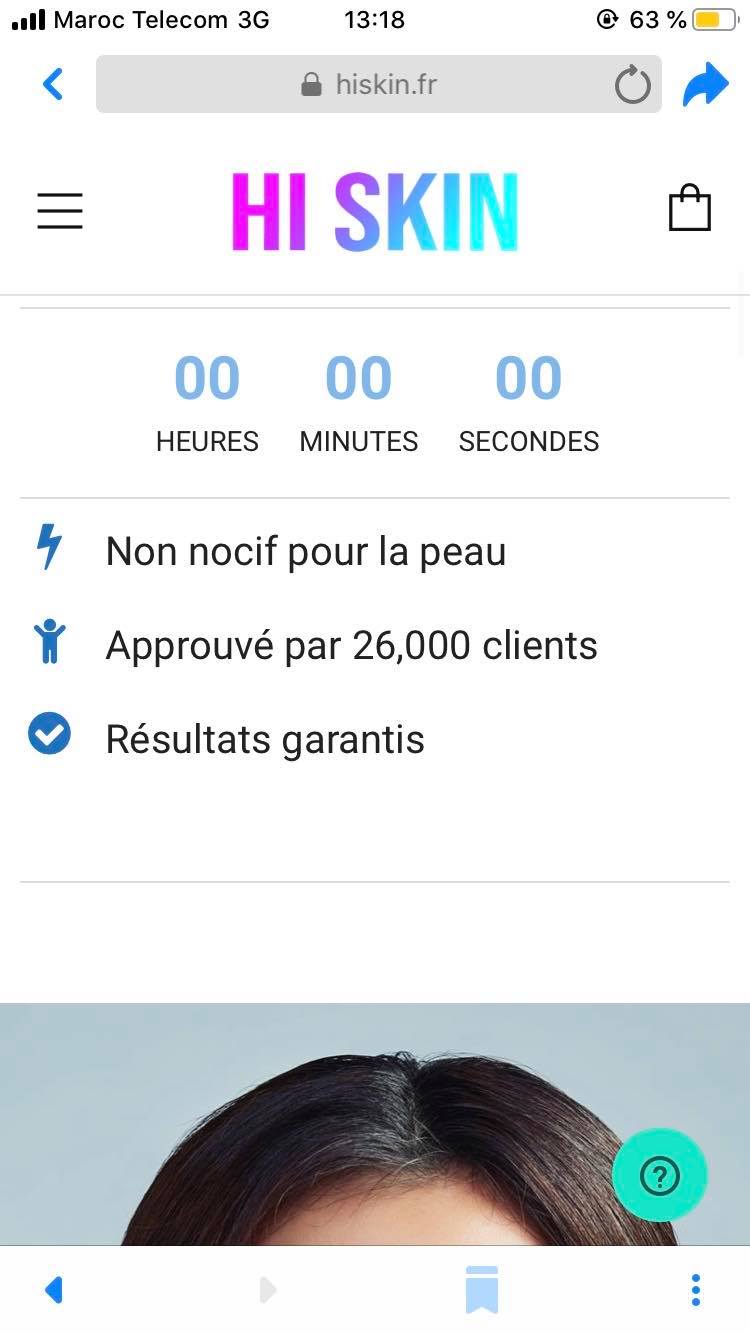 Maroc Telecom 3G 13:18 63 %
hiskin.fr
HI SKIN
00 00 00
HEURES MINUTES SECONDES
Non nocif pour la peau
Approuvé par 26,000 clients
Résultats garantis
?